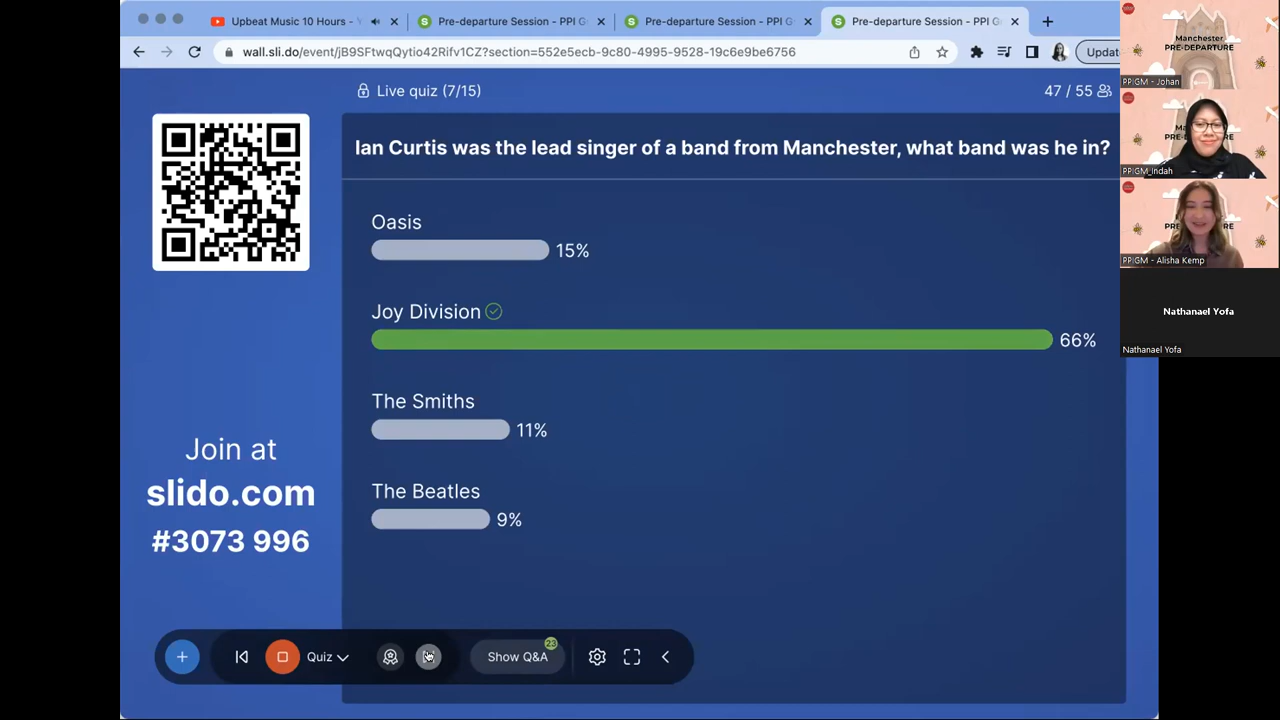 Upbeat Music 10 Hours -
Pre-departure Session - PPI G
Pre-departure Session - PPI G
Pre-departure Session - PPI G
wall.sli.do/event/jB9SFtwqQytio42Rifv1CZ?section=552e5ecb-9c80-4995-9528-19c6e9be6756
Updat
Live quiz (7/15)
47 / 55
Ian Curtis was the lead singer of a band from Manchester, what band was he in?
Oasis
15%
Joy Division
66%
The Smiths
11%
The Beatles
9%
Join at
slido.com
#3073 996
Quiz
Show Q&A
23
Manchester
PRE-DEPARTURE
PPIGM - Johan
PPIGM_Indah
PPIGM - Alisha Kemp
Nathanael Yofa
Nathanael Yofa